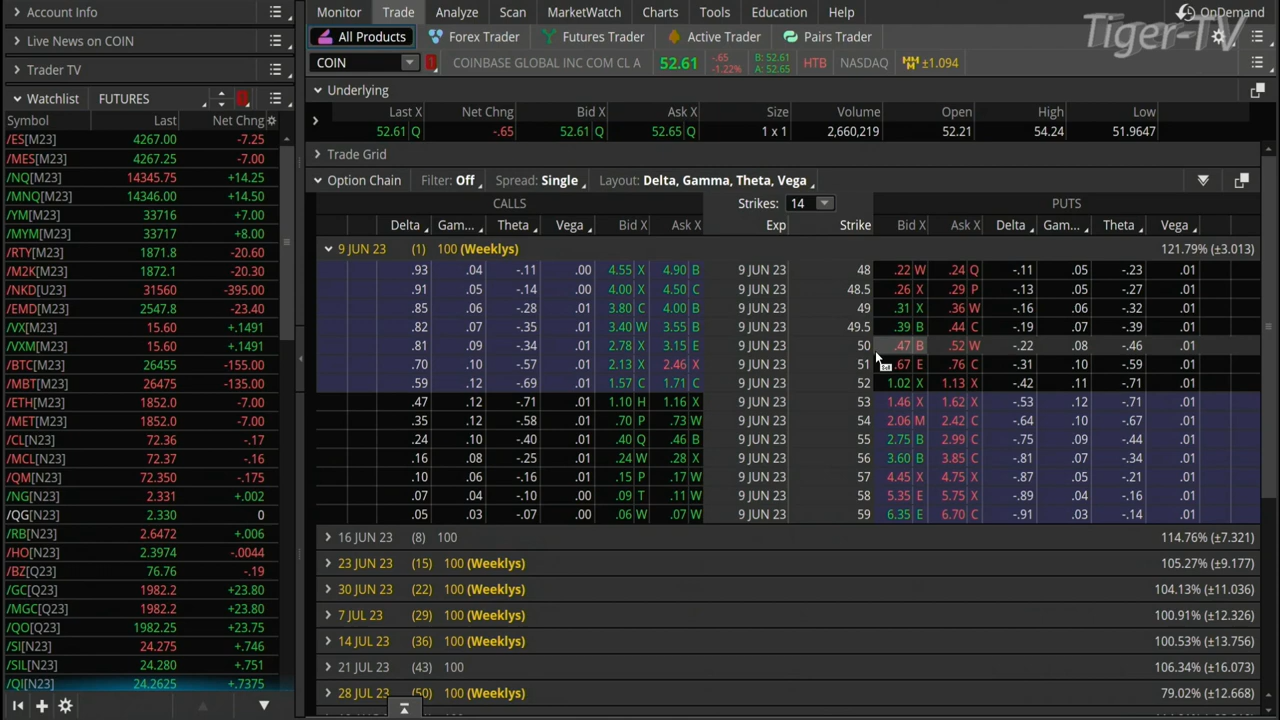 Account Info
Live News on COIN
Trader TV
Watchlist FUTURES
Symbol Last Net Chng
/ES[M23] 4267.00 -7.25
/MES[M23] 4267.25 -7.00
/NQ[M23] 14345.75 +14.25
/MNQ[M23] 14346.00 +14.50
/YM[M23] 33716 +7.00
/MYM[M23] 33717 +8.00
/RTY[M23] 1871.8 -20.60
/M2K[M23] 1872.1 -20.30
/NKD[U23] 31560 -395.00
/EMD[M23] 2547.8 -23.40
/VX[M23] 15.60 +.1491
/VXM[M23] 15.60 +.1491
/BTC[M23] 26455 -155.00
/MBT[M23] 26475 -135.00
/ETH[M23] 1852.0 -7.00
/MET[M23] 1852.0 -7.00
/CL[N23] 72.36 -.17
/MCL[N23] 72.37 -.16
/QM[N23] 72.350 -.175
/NG[N23] 2.331 +.002
/QG[N23] 2.330 0
/RB[N23] 2.6472 +.006
/HO[N23] 2.3974 -.0044
/BZ[Q23] 76.76 -.19
/GC[Q23] 1982.2 +23.80
/MGC[Q23] 1982.2 +23.80
/QO[Q23] 1982.25 +23.75
/SI[N23] 24.275 +.746
/SIL[N23] 24.280 +.751
/QI[N23] 24.2625 +.7375
Monitor Trade Analyze Scan MarketWatch Charts Tools Education Help OnDemand
Tiger-TV
All Products Forex Trader Futures Trader Active Trader Pairs Trader
COIN COINBASE GLOBAL INC COM CL A 52.61 -.65 -1.22% B: 52.61 A: 52.65 HTB NASDAQ ±1.094
Underlying
Last X Net Chng Bid X Ask X Size Volume Open High Low
52.61 Q -.65 52.61 Q 52.65 Q 1 x 1 2,660,219 52.21 54.24 51.9647
Trade Grid
Option Chain Filter: Off Spread: Single Layout: Delta, Gamma, Theta, Vega
CALLS Strikes: 14 PUTS
Delta Gam... Theta Vega Bid X Ask X Exp Strike Bid X Ask X Delta Gam... Theta Vega
9 JUN 23 (1) 100 (Weeklys) 121.79% (±3.013)
.93 .04 -.11 .00 4.55 X 4.90 B 9 JUN 23 48 .22 W .24 Q -.11 .05 -.23 .01
.91 .05 -.14 .00 4.00 X 4.50 C 9 JUN 23 48.5 .26 X .29 P -.13 .05 -.27 .01
.85 .06 -.28 .00 3.80 C 4.00 B 9 JUN 23 49 .31 X .36 W -.16 .06 -.32 .01
.82 .07 -.35 .01 3.40 W 3.55 B 9 JUN 23 49.5 .39 B .44 C -.19 .07 -.39 .01
.81 .09 -.34 .01 2.78 X 3.15 E 9 JUN 23 50 .47 B .52 W -.22 .08 -.46 .01
.70 .10 -.57 .01 2.13 X 2.46 X 9 JUN 23 51 .67 E .76 C -.31 .10 -.59 .01
.59 .12 -.69 .01 1.57 C 1.71 C 9 JUN 23 52 1.02 X 1.13 X -.42 .11 -.71 .01
.47 .12 -.71 .01 1.10 H 1.16 X 9 JUN 23 53 1.46 X 1.62 X -.53 .12 -.71 .01
.35 .12 -.58 .01 .70 P .73 W 9 JUN 23 54 2.06 M 2.42 C -.64 .10 -.67 .01
.24 .10 -.40 .01 .40 Q .46 B 9 JUN 23 55 2.75 B 2.99 C -.75 .09 -.44 .01
.16 .08 -.25 .01 .24 W .28 X 9 JUN 23 56 3.60 B 3.85 C -.81 .07 -.34 .01
.10 .06 -.16 .00 .15 P .17 W 9 JUN 23 57 4.45 X 4.75 X -.87 .05 -.21 .01
.07 .04 -.10 .00 .09 T .11 W 9 JUN 23 58 5.35 E 5.75 X -.89 .04 -.16 .01
.05 .03 -.07 .00 .06 W .07 W 9 JUN 23 59 6.35 E 6.70 C -.91 .03 -.14 .01
16 JUN 23 (8) 100 114.76% (±7.321)
23 JUN 23 (15) 100 (Weeklys) 105.27% (±9.177)
30 JUN 23 (22) 100 (Weeklys) 104.13% (±11.036)
7 JUL 23 (29) 100 (Weeklys) 100.91% (±12.326)
14 JUL 23 (36) 100 (Weeklys) 100.53% (±13.756)
21 JUL 23 (43) 100 106.34% (±16.073)
28 JUL 23 (50) 100 (Weeklys) 79.02% (±12.668)